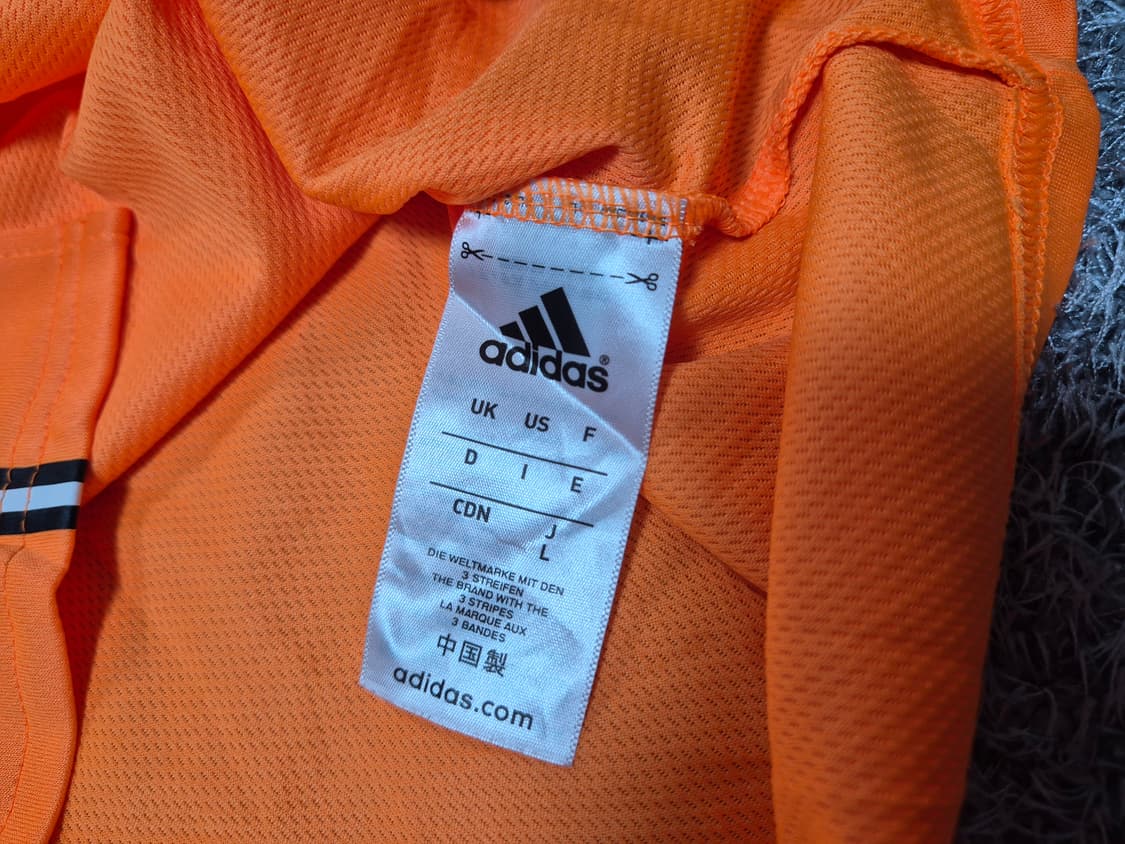 adidas®
UK US F
D I E
CDN J
L
DIE WELTMARKE MIT DEN
3 STREIFEN
THE BRAND WITH THE
3 STRIPES
LA MARQUE AUX
3 BANDES
中国製
adidas.com